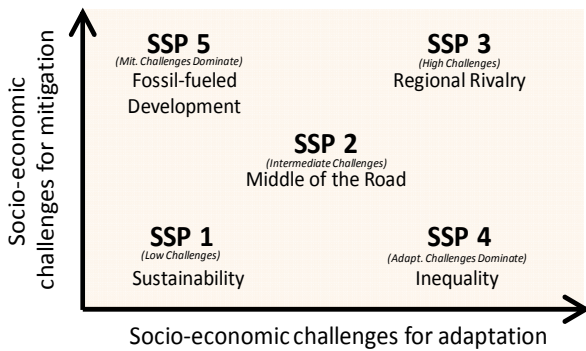 Socio-economic
challenges for mitigation
SSP 5
(Mit. Challenges Dominate)
Fossil-fueled
Development
SSP 3
(High Challenges)
Regional Rivalry
SSP 2
(Intermediate Challenges)
Middle of the Road
SSP 1
(Low Challenges)
Sustainability
SSP 4
(Adapt. Challenges Dominate)
Inequality
Socio-economic challenges for adaptation